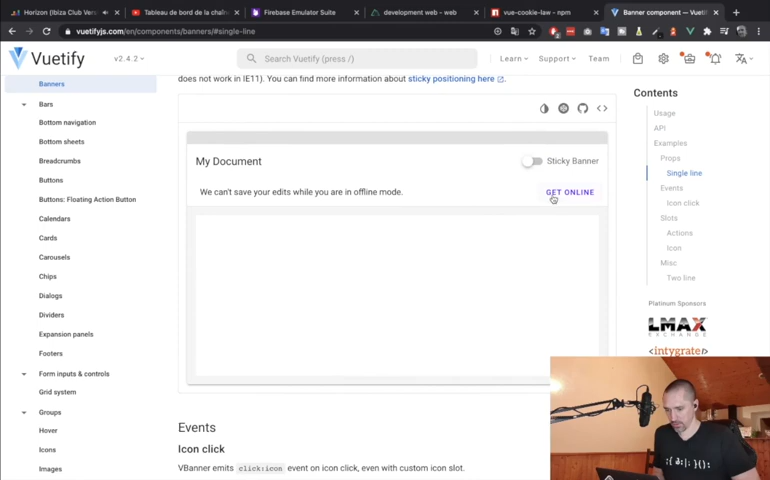 Horizon (Ibiza Club Ver
Tableau de bord de la chaîn
Firebase Emulator Suite
development web - web
vue-cookie-law - npm
Banner component — Vuetif
vuetifyjs.com/en/components/banners/#single-line
Vuetify
v2.4.2
Search Vuetify (press /)
Learn
Support
Team
Banners
Bars
Bottom navigation
Bottom sheets
Breadcrumbs
Buttons
Buttons: Floating Action Button
Calendars
Cards
Carousels
Chips
Dialogs
Dividers
Expansion panels
Footers
Form inputs & controls
Grid system
Groups
Hover
Icons
Images
does not work in IE11). You can find more information about sticky positioning here
My Document
Sticky Banner
We can't save your edits while you are in offline mode.
GET ONLINE
Events
Icon click
VBanner emits click:icon event on icon click, even with custom icon slot.
Contents
Usage
API
Examples
Props
Single line
Events
Icon click
Slots
Actions
Icon
Misc
Two line
Platinum Sponsors
LMAX
EXCHANGE
<intygrate/>